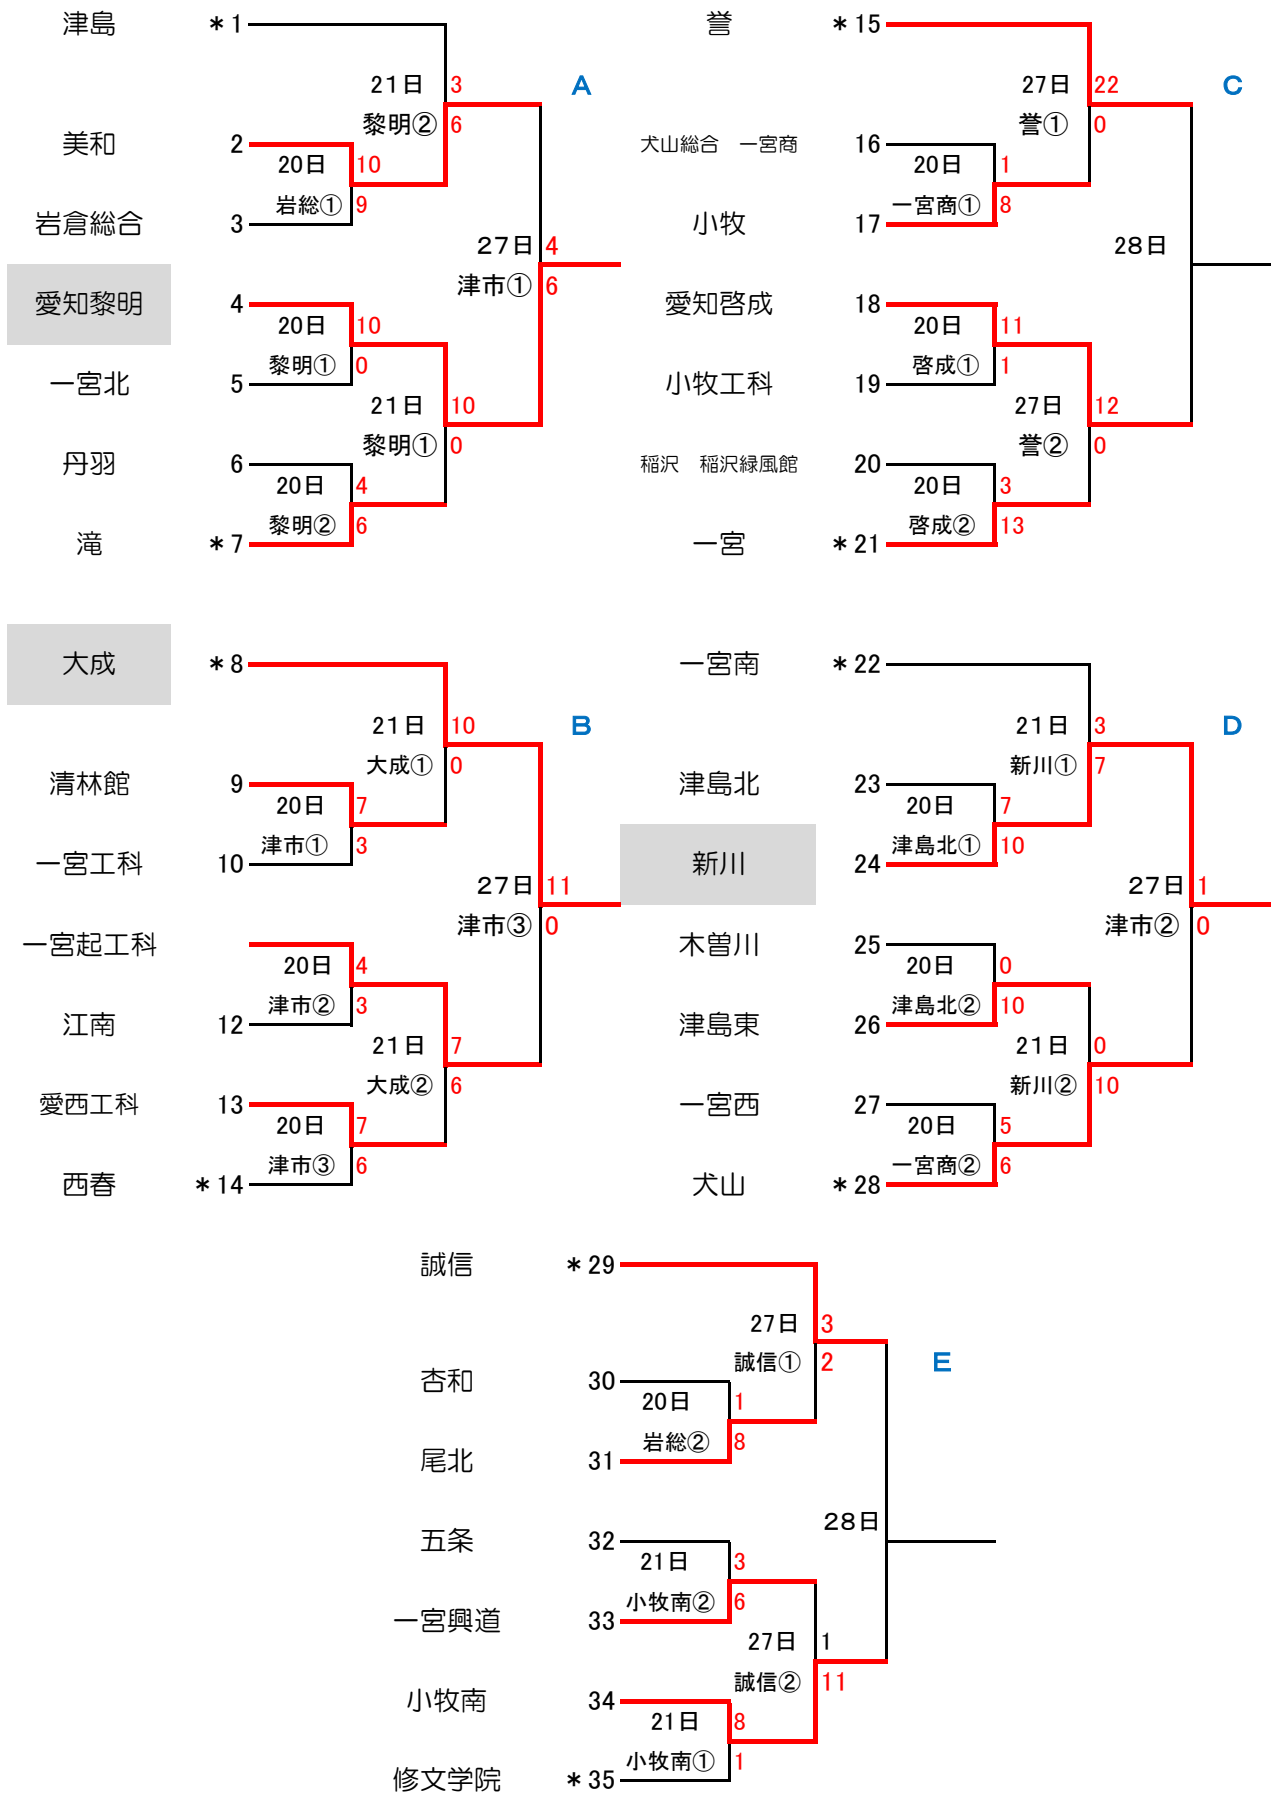 津島 *1
21日 3 A
黎明② 6
美和 2
20日 10
岩総① 9
岩倉総合 3
27日 4
津市① 6
愛知黎明 4
20日 10
黎明① 0
一宮北 5
21日 10
黎明① 0
丹羽 6
20日 4
黎明② 6
滝 *7
誉 *15
27日 22 C
誉① 0
犬山総合 一宮商 16
20日 1
一宮商① 8
小牧 17
28日
愛知啓成 18
20日 11
啓成① 1
小牧工科 19
27日 12
誉② 0
稲沢 稲沢緑風館 20
20日 3
啓成② 13
一宮 *21
大成 *8
21日 10 B
大成① 0
清林館 9
20日 7
津市① 3
一宮工科 10
27日 11
津市③ 0
一宮起工科
20日 4
津市② 3
江南 12
21日 7
大成② 6
愛西工科 13
20日 7
津市③ 6
西春 *14
一宮南 *22
21日 3 D
新川① 7
津島北 23
20日 7
津島北① 10
新川 24
27日 1
津市② 0
木曽川 25
20日 0
津島北② 10
津島東 26
21日 0
新川② 10
一宮西 27
20日 5
一宮商② 6
犬山 *28
誠信 *29
27日 3
誠信① 2 E
杏和 30
20日 1
岩総② 8
尾北 31
28日
五条 32
21日 3
小牧南② 6
一宮興道 33
27日 1
誠信② 11
小牧南 34
21日 8
小牧南① 1
修文学院 *35